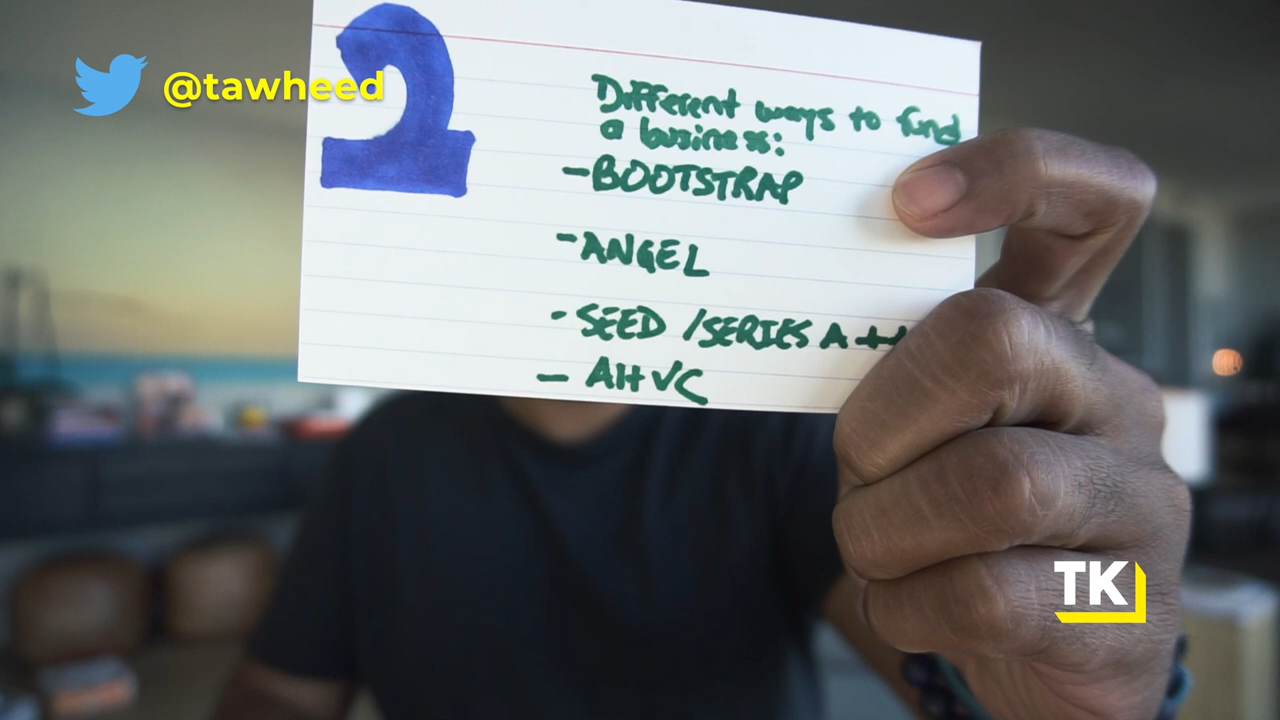 @tawheed
2
Different ways to fund
a business:
- BOOTSTRAP
- ANGEL
- SEED / SERIES A ++
- AH VC
TK